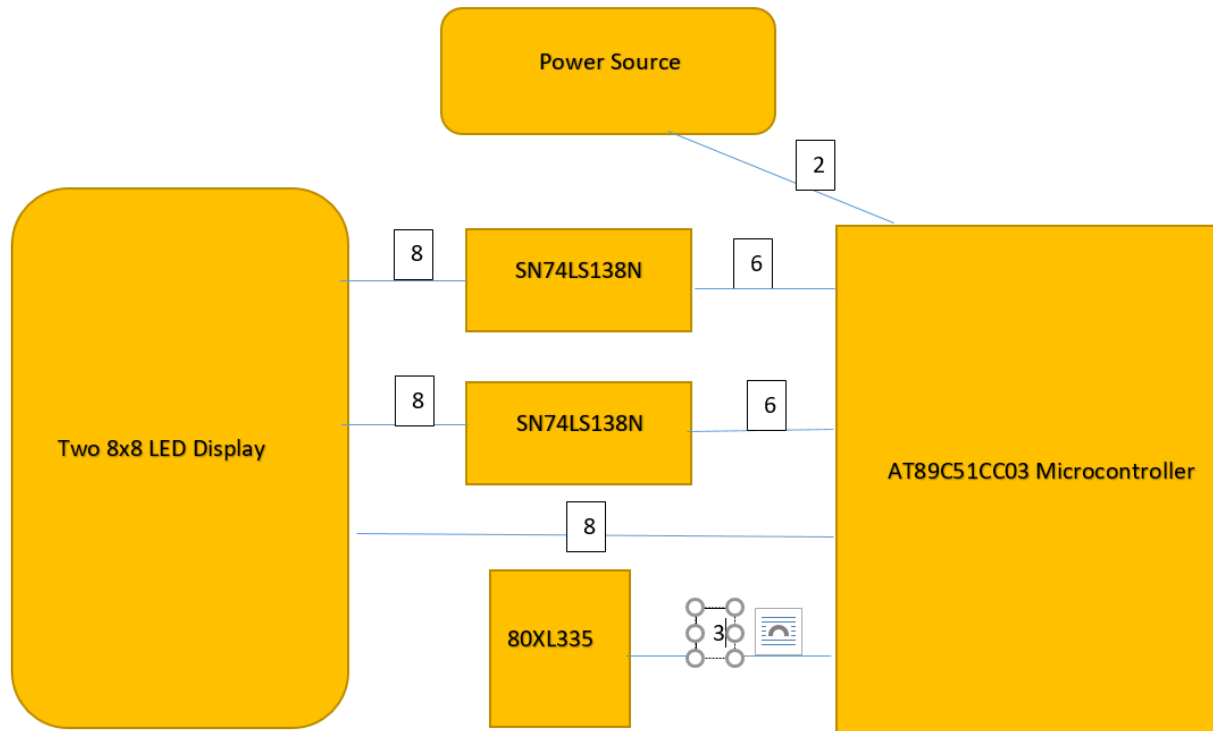 Power Source
2
8
SN74LS138N
6
8
SN74LS138N
6
Two 8x8 LED Display
AT89C51CC03 Microcontroller
8
80XL335
3